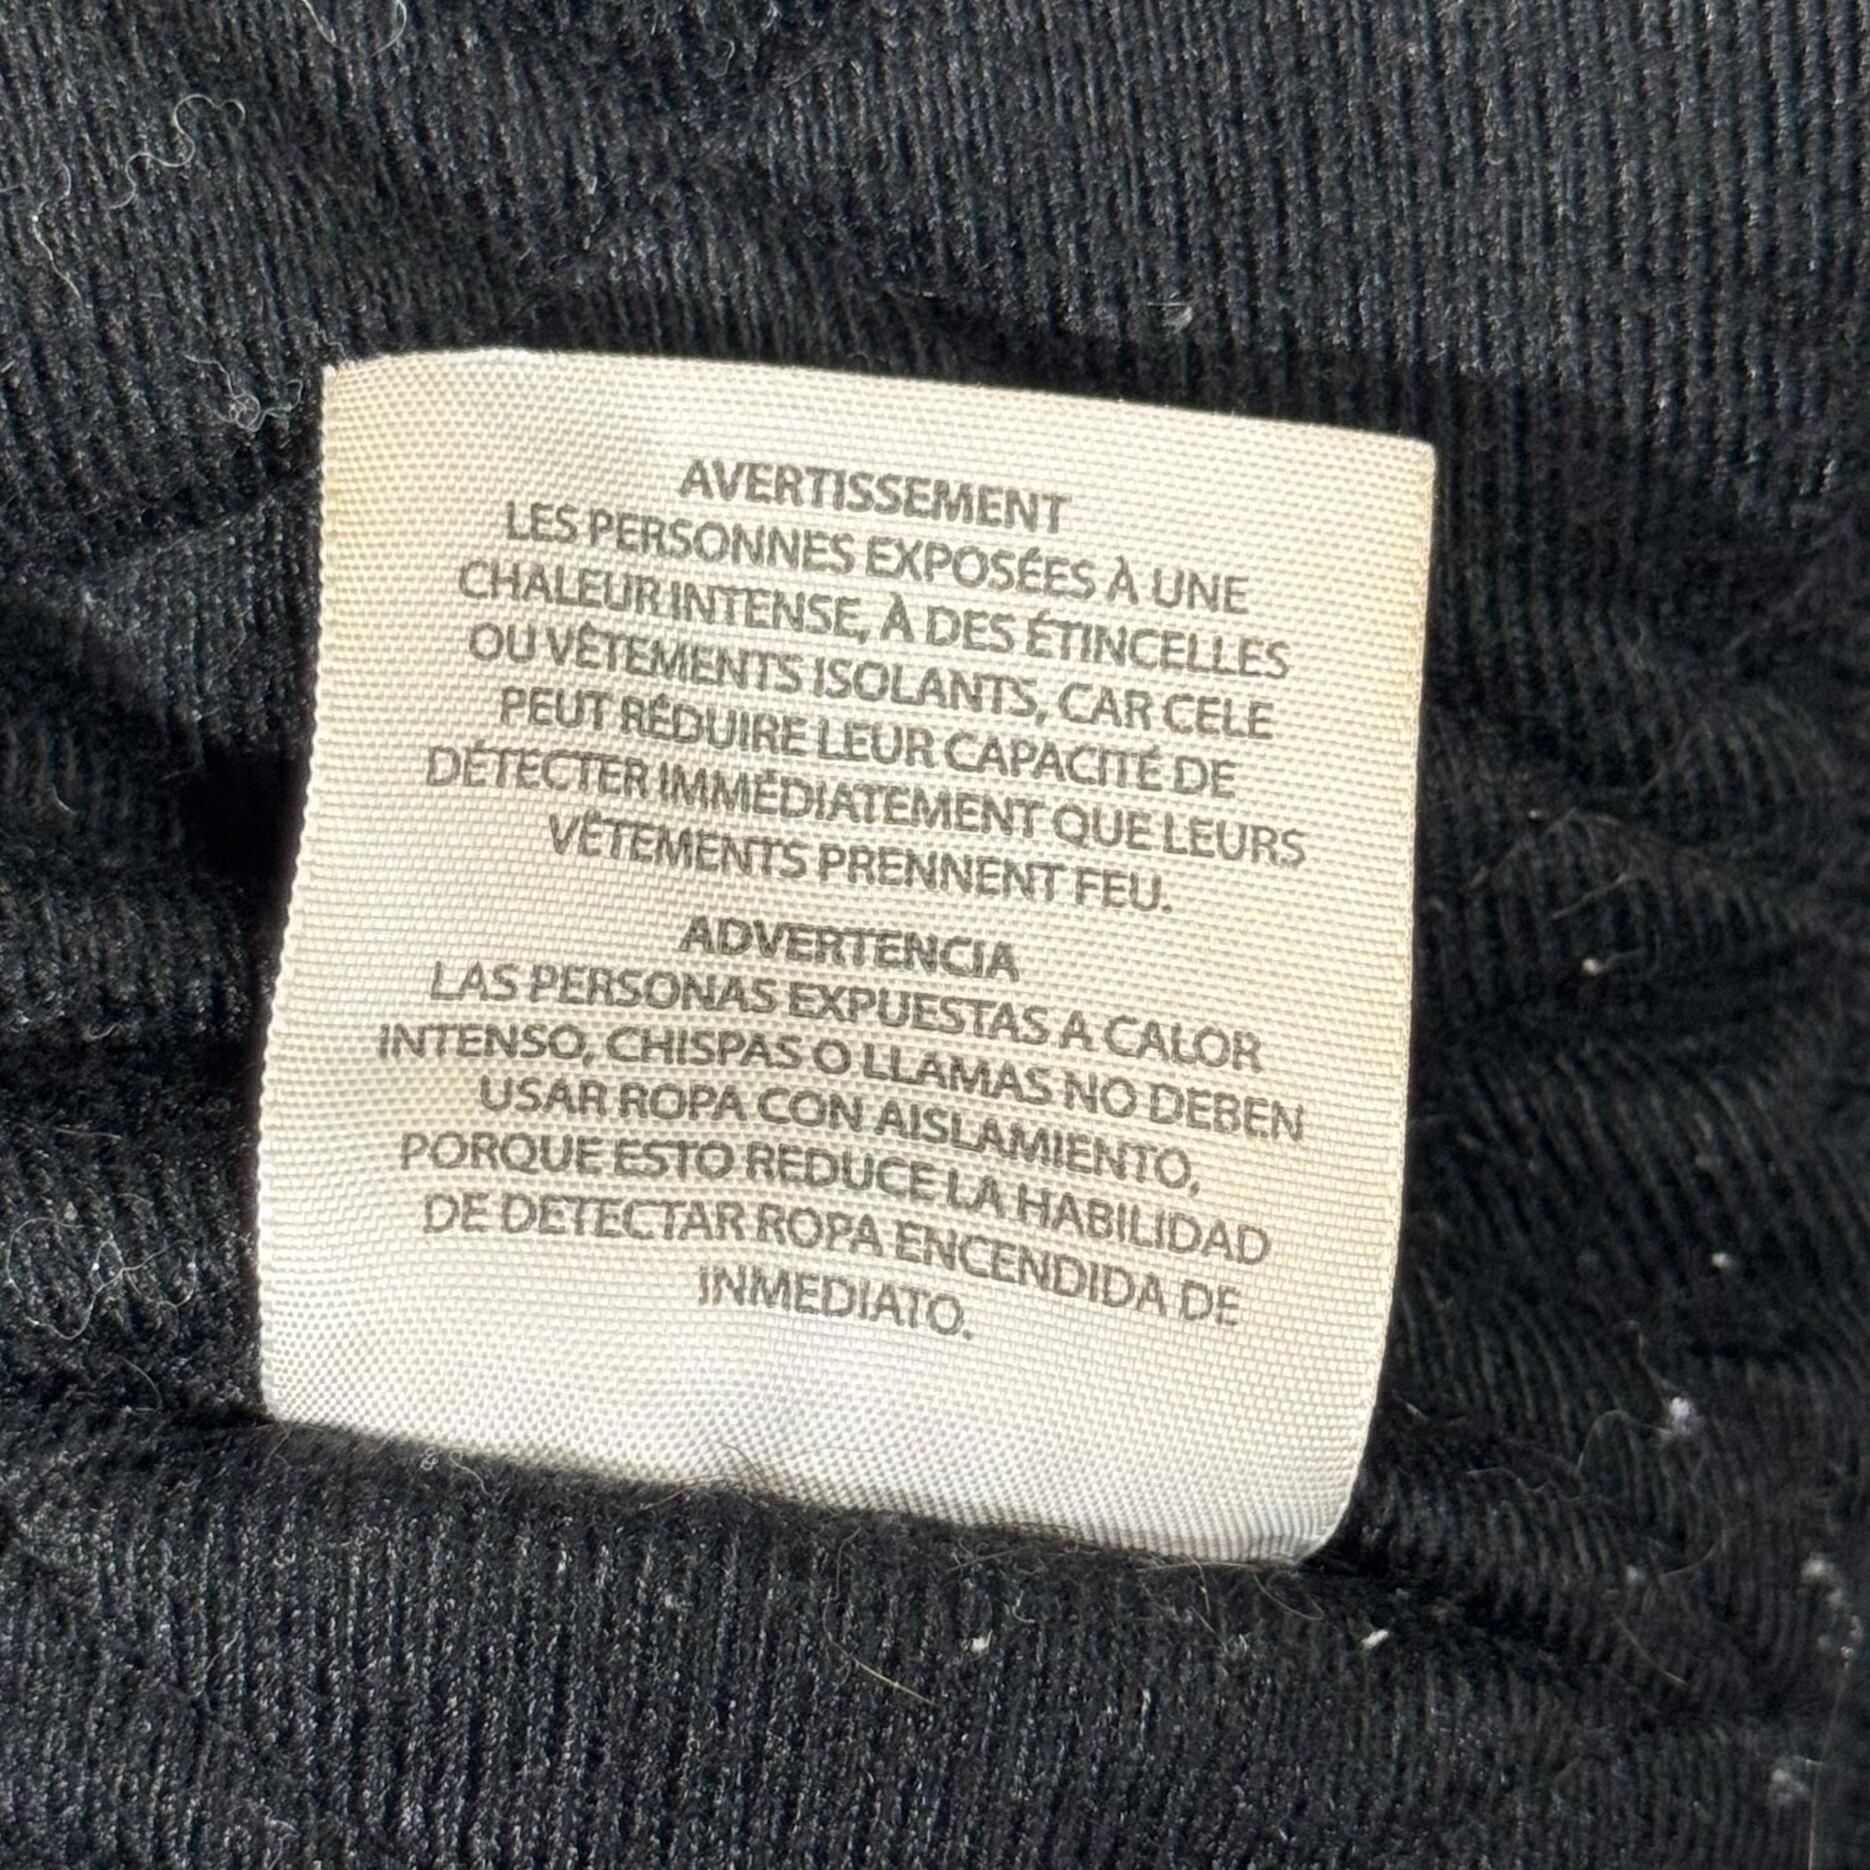 AVERTISSEMENT
LES PERSONNES EXPOSÉES À UNE
CHALEUR INTENSE, À DES ÉTINCELLES
OU VÊTEMENTS ISOLANTS, CAR CELE
PEUT RÉDUIRE LEUR CAPACITÉ DE
DÉTECTER IMMÉDIATEMENT QUE LEURS
VÊTEMENTS PRENNENT FEU.
ADVERTENCIA
LAS PERSONAS EXPUESTAS A CALOR
INTENSO, CHISPAS O LLAMAS NO DEBEN
USAR ROPA CON AISLAMIENTO,
PORQUE ESTO REDUCE LA HABILIDAD
DE DETECTAR ROPA ENCENDIDA DE
INMEDIATO.